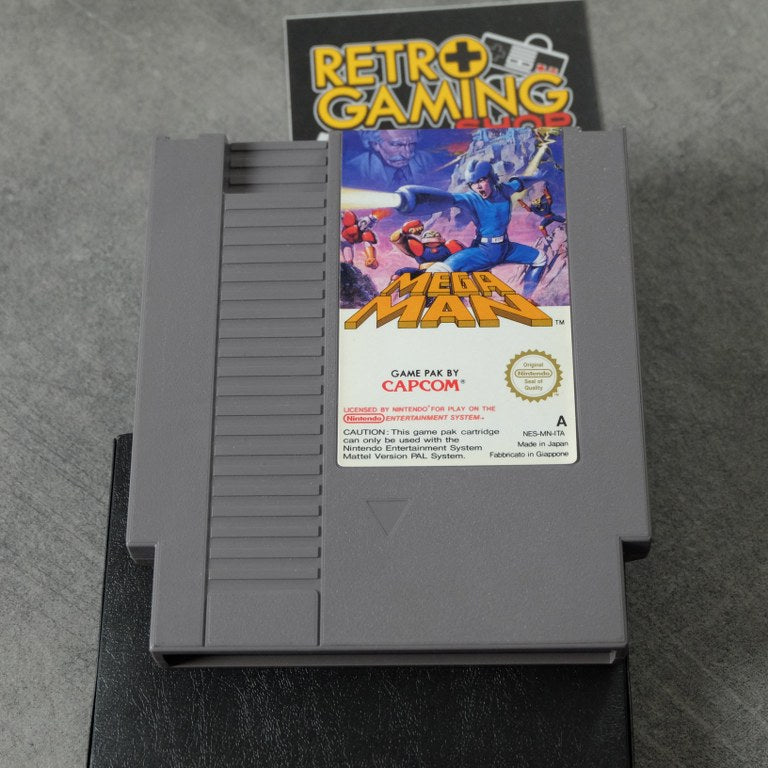 RETRO
GAMING
SHOP
MEGA
MAN ™
GAME PAK BY
CAPCOM®
Original
Nintendo
Seal of
Quality
LICENSED BY NINTENDO® FOR PLAY ON THE
Nintendo ENTERTAINMENT SYSTEM™
A
CAUTION: This game pak cartridge
can only be used with the
Nintendo Entertainment System
Mattel Version PAL System.
NES-MN-ITA
Made in Japan
Fabbricato in Giappone